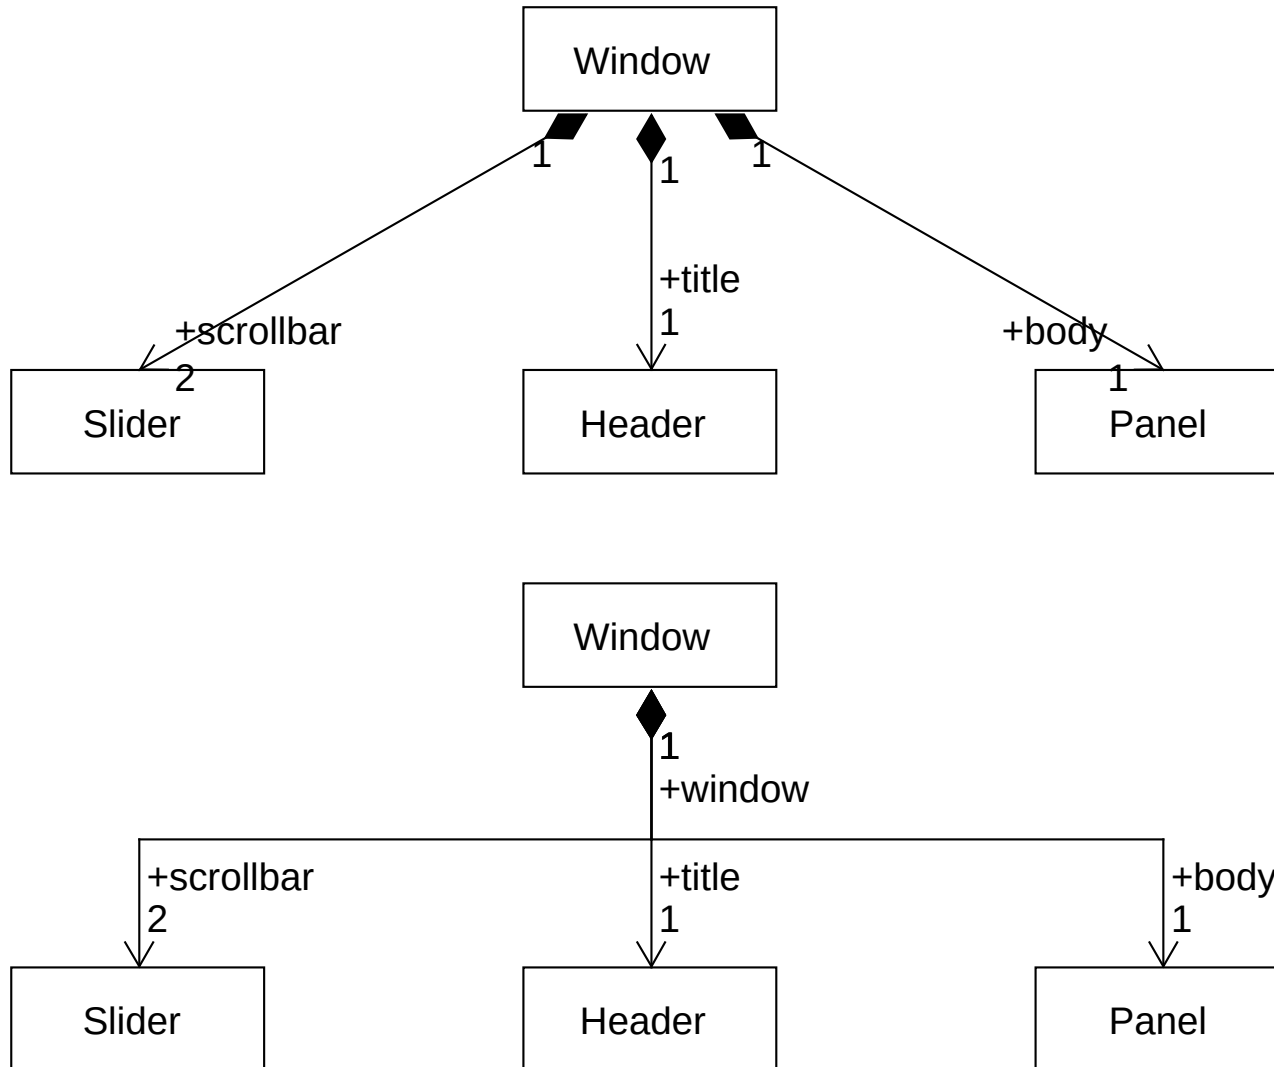 Window
1
1
1
+title
1
+scrollbar
+body
2
1
Slider
Header
Panel
Window
1
+window
+scrollbar
+title
+body
2
1
1
Slider
Header
Panel